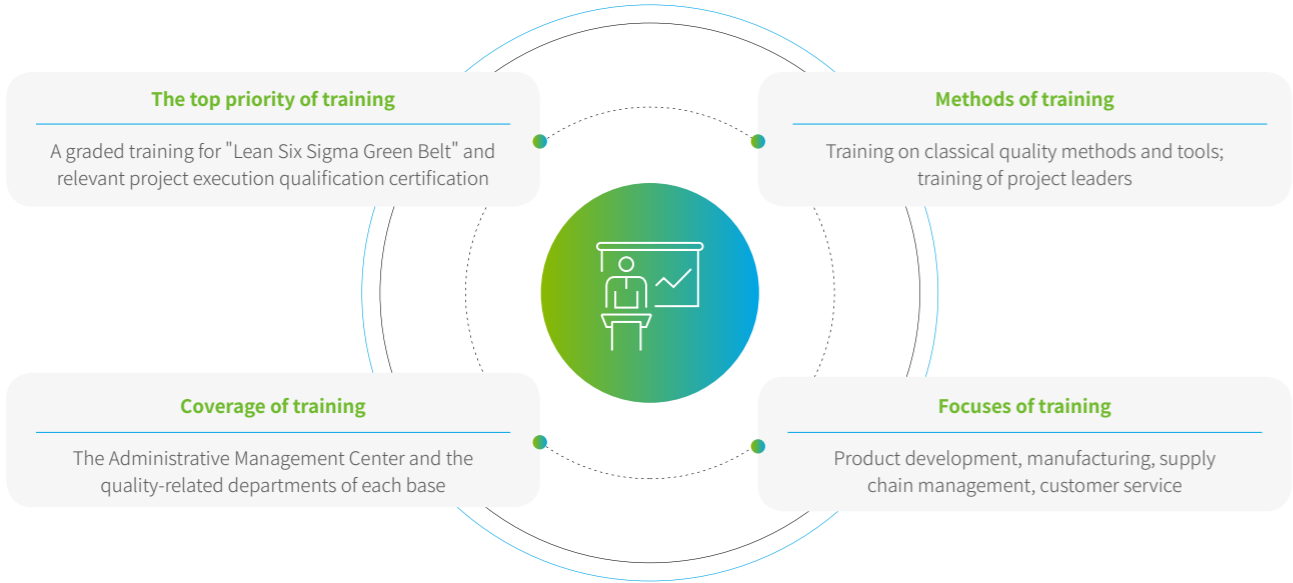 The top priority of training
A graded training for "Lean Six Sigma Green Belt" and
relevant project execution qualification certification
Methods of training
Training on classical quality methods and tools;
training of project leaders
Coverage of training
The Administrative Management Center and the
quality-related departments of each base
Focuses of training
Product development, manufacturing, supply
chain management, customer service